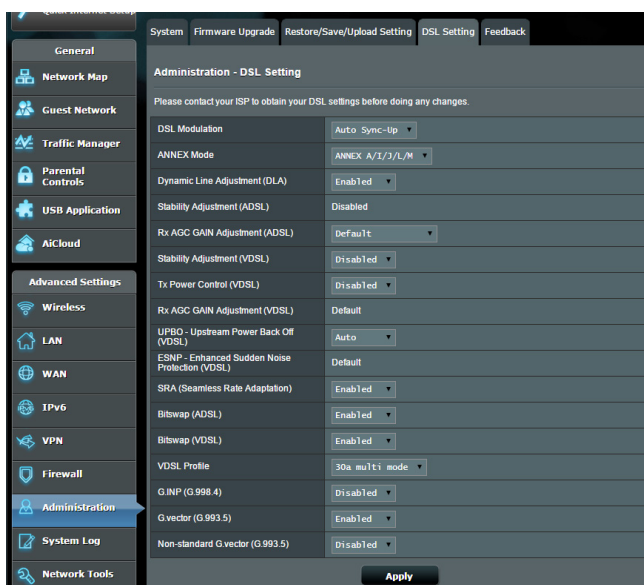 Quick Internet Setup
General
Network Map
Guest Network
Traffic Manager
Parental
Controls
USB Application
AiCloud
Advanced Settings
Wireless
LAN
WAN
IPv6
VPN
Firewall
Administration
System Log
Network Tools
System Firmware Upgrade Restore/Save/Upload Setting DSL Setting Feedback
Administration - DSL Setting
Please contact your ISP to obtain your DSL settings before doing any changes.
DSL Modulation Auto Sync-Up
ANNEX Mode ANNEX A/I/J/L/M
Dynamic Line Adjustment (DLA) Enabled
Stability Adjustment (ADSL) Disabled
Rx AGC GAIN Adjustment (ADSL) Default
Stability Adjustment (VDSL) Disabled
Tx Power Control (VDSL) Disabled
Rx AGC GAIN Adjustment (VDSL) Default
UPBO - Upstream Power Back Off
(VDSL) Auto
ESNP - Enhanced Sudden Noise
Protection (VDSL) Default
SRA (Seamless Rate Adaptation) Enabled
Bitswap (ADSL) Enabled
Bitswap (VDSL) Enabled
VDSL Profile 30a multi mode
G.INP (G.998.4) Disabled
G.vector (G.993.5) Enabled
Non-standard G.vector (G.993.5) Disabled
Apply